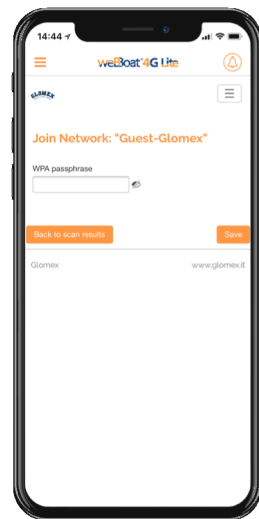 14:44
weBBoat'4G Lite
GLOMEX
Join Network: "Guest-Glomex"
WPA passphrase
Back to scan results Save
Glomex www.glomex.it